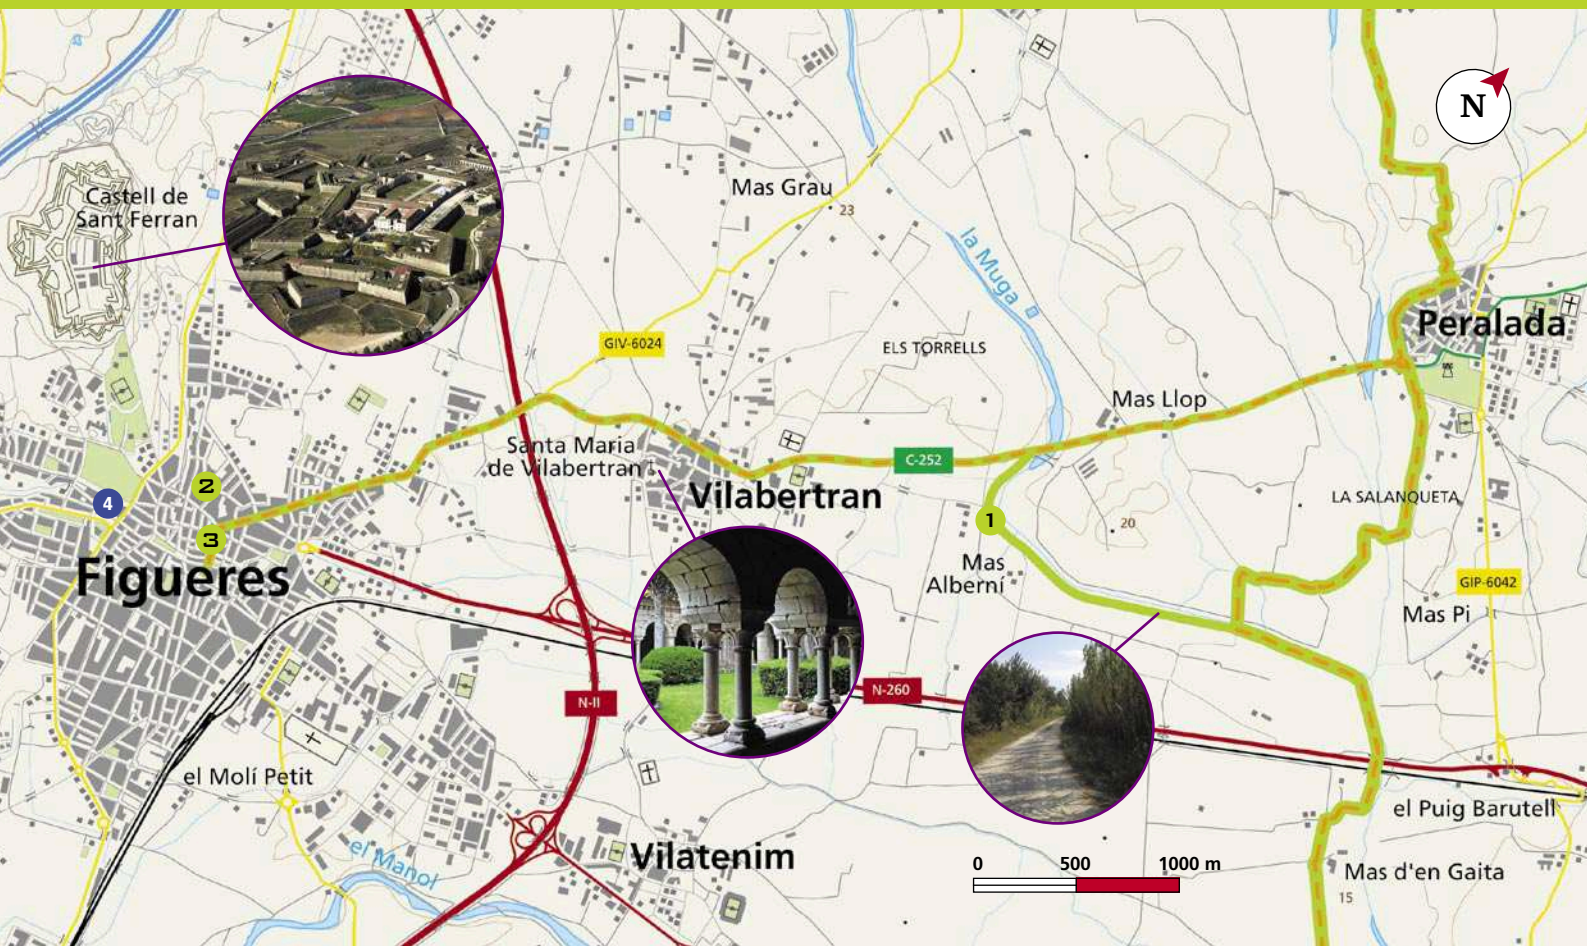 N
Castell de
Sant Ferran
Mas Grau
23
la Muga
Peralada
GIV-6024
ELS TORRELLS
Mas Llop
Santa Maria
de Vilabertran
C-252
Vilabertran
LA SALANQUETA
2
4
3
1
20
Figueres
Mas
Alberní
GIP-6042
Mas Pi
N-II
N-260
el Molí Petit
el Puig Barutell
el Manol
Vilatenim
0 500 1000 m
Mas d'en Gaita
15